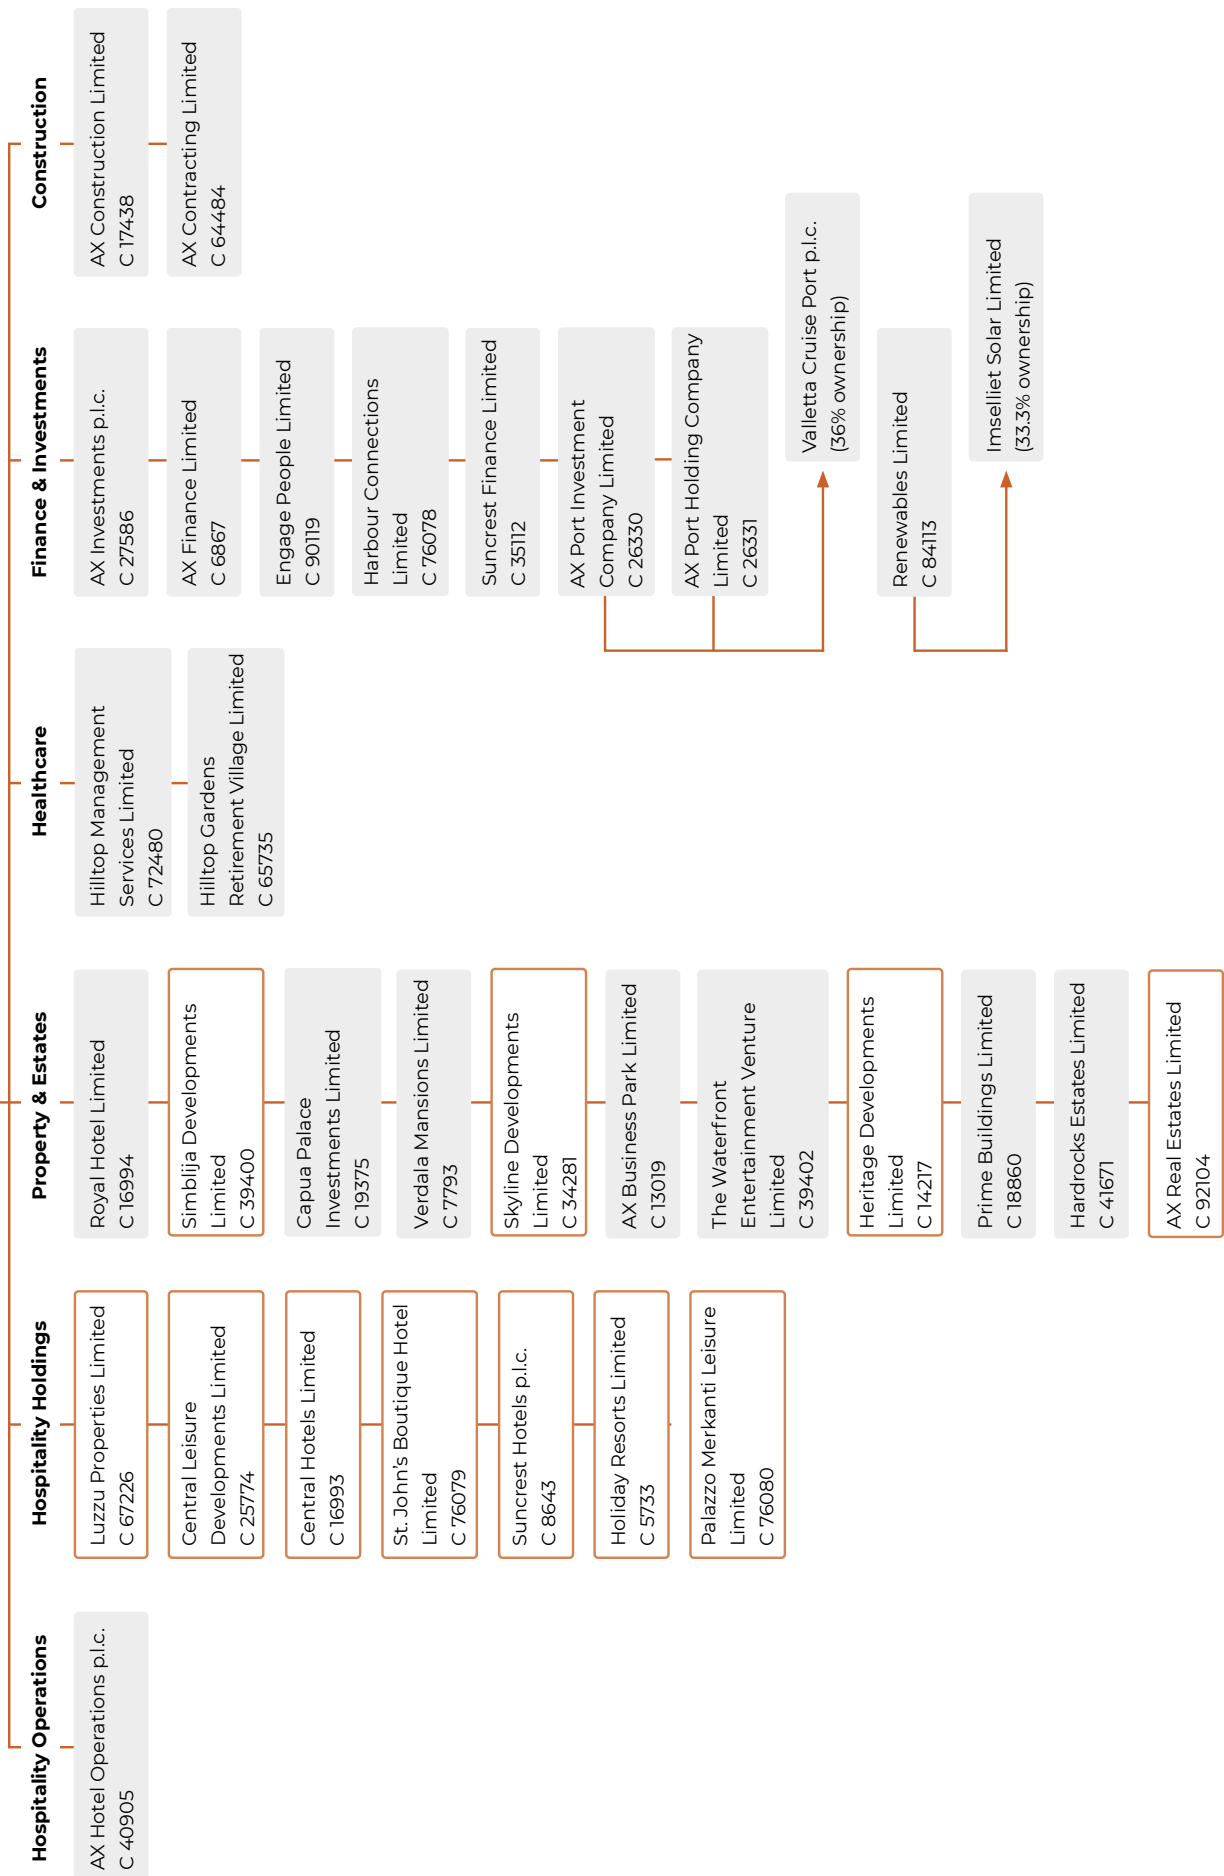 Hospitality Operations
AX Hotel Operations p.l.c.
C 40905
Hospitality Holdings
Luzzu Properties Limited
C 67226
Central Leisure
Developments Limited
C 25774
Central Hotels Limited
C 16993
St. John's Boutique Hotel
Limited
C 76079
Suncrest Hotels p.l.c.
C 8643
Holiday Resorts Limited
C 5733
Palazzo Merkanti Leisure
Limited
C 76080
Property & Estates
Royal Hotel Limited
C 16994
Simblija Developments
Limited
C 39400
Capua Palace
Investments Limited
C 19375
Verdala Mansions Limited
C 7793
Skyline Developments
Limited
C 34281
AX Business Park Limited
C 13019
The Waterfront
Entertainment Venture
Limited
C 39402
Heritage Developments
Limited
C 14217
Prime Buildings Limited
C 18860
Hardrocks Estates Limited
C 41671
AX Real Estates Limited
C 92104
Healthcare
Hilltop Management
Services Limited
C 72480
Hilltop Gardens
Retirement Village Limited
C 65735
Finance & Investments
AX Investments p.l.c.
C 27586
AX Finance Limited
C 6867
Engage People Limited
C 90119
Harbour Connections
Limited
C 76078
Suncrest Finance Limited
C 35112
AX Port Investment
Company Limited
C 26330
AX Port Holding Company
Limited
C 26331
Valletta Cruise Port p.l.c.
(36% ownership)
Renewables Limited
C 84113
Imselliet Solar Limited
(33.3% ownership)
Construction
AX Construction Limited
C 17438
AX Contracting Limited
C 64484